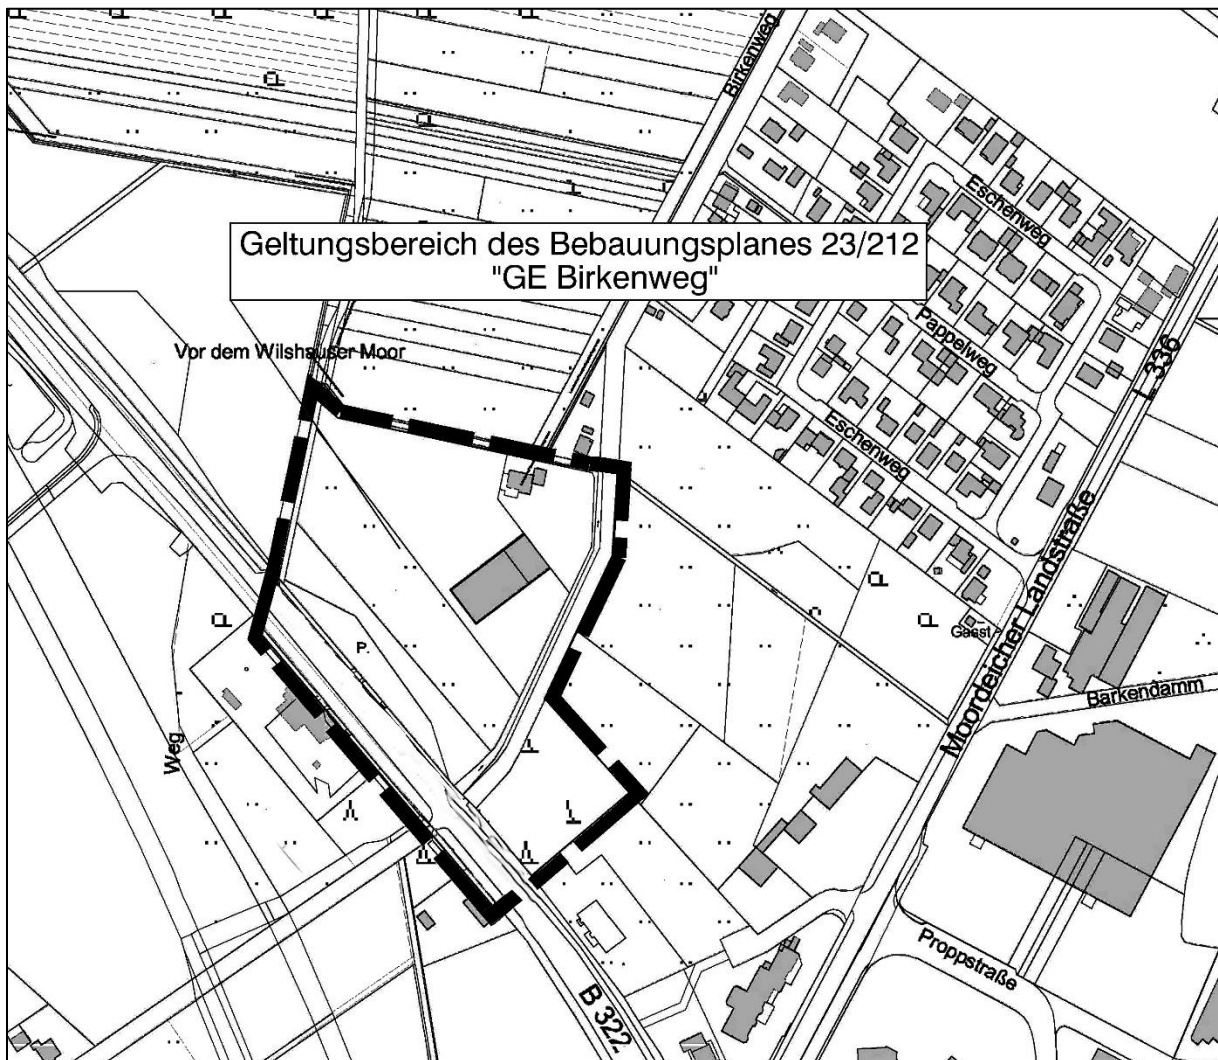 Birkenweg
Eschenweg
Geltungsbereich des Bebauungsplanes 23/212
"GE Birkenweg"
Pappelweg
L 336
Vor dem Wilshauser Moor
Eschenweg
Moordeicher Landstraße
P.
Barkendamm
Weg
Proppstraße
B 322